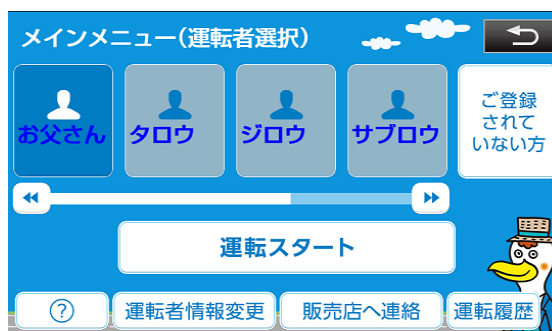 メインメニュー(運転者選択)
お父さん
タロウ
ジロウ
サブロウ
ご登録
されて
いない方
運転スタート
?
運転者情報変更
販売店へ連絡
運転履歴